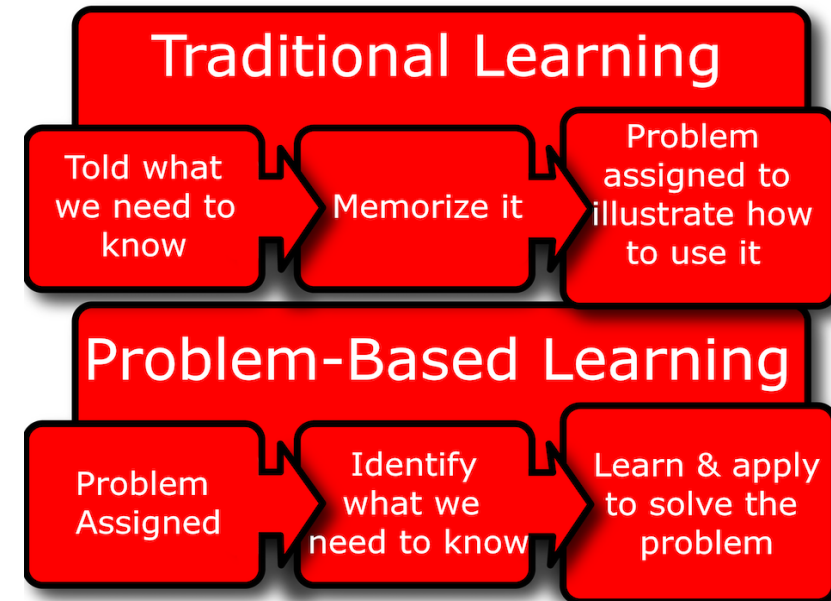 Traditional Learning
Told what
we need to
know
Memorize it
Problem
assigned to
illustrate how
to use it
Problem-Based Learning
Problem
Assigned
Identify
what we
need to know
Learn & apply
to solve the
problem